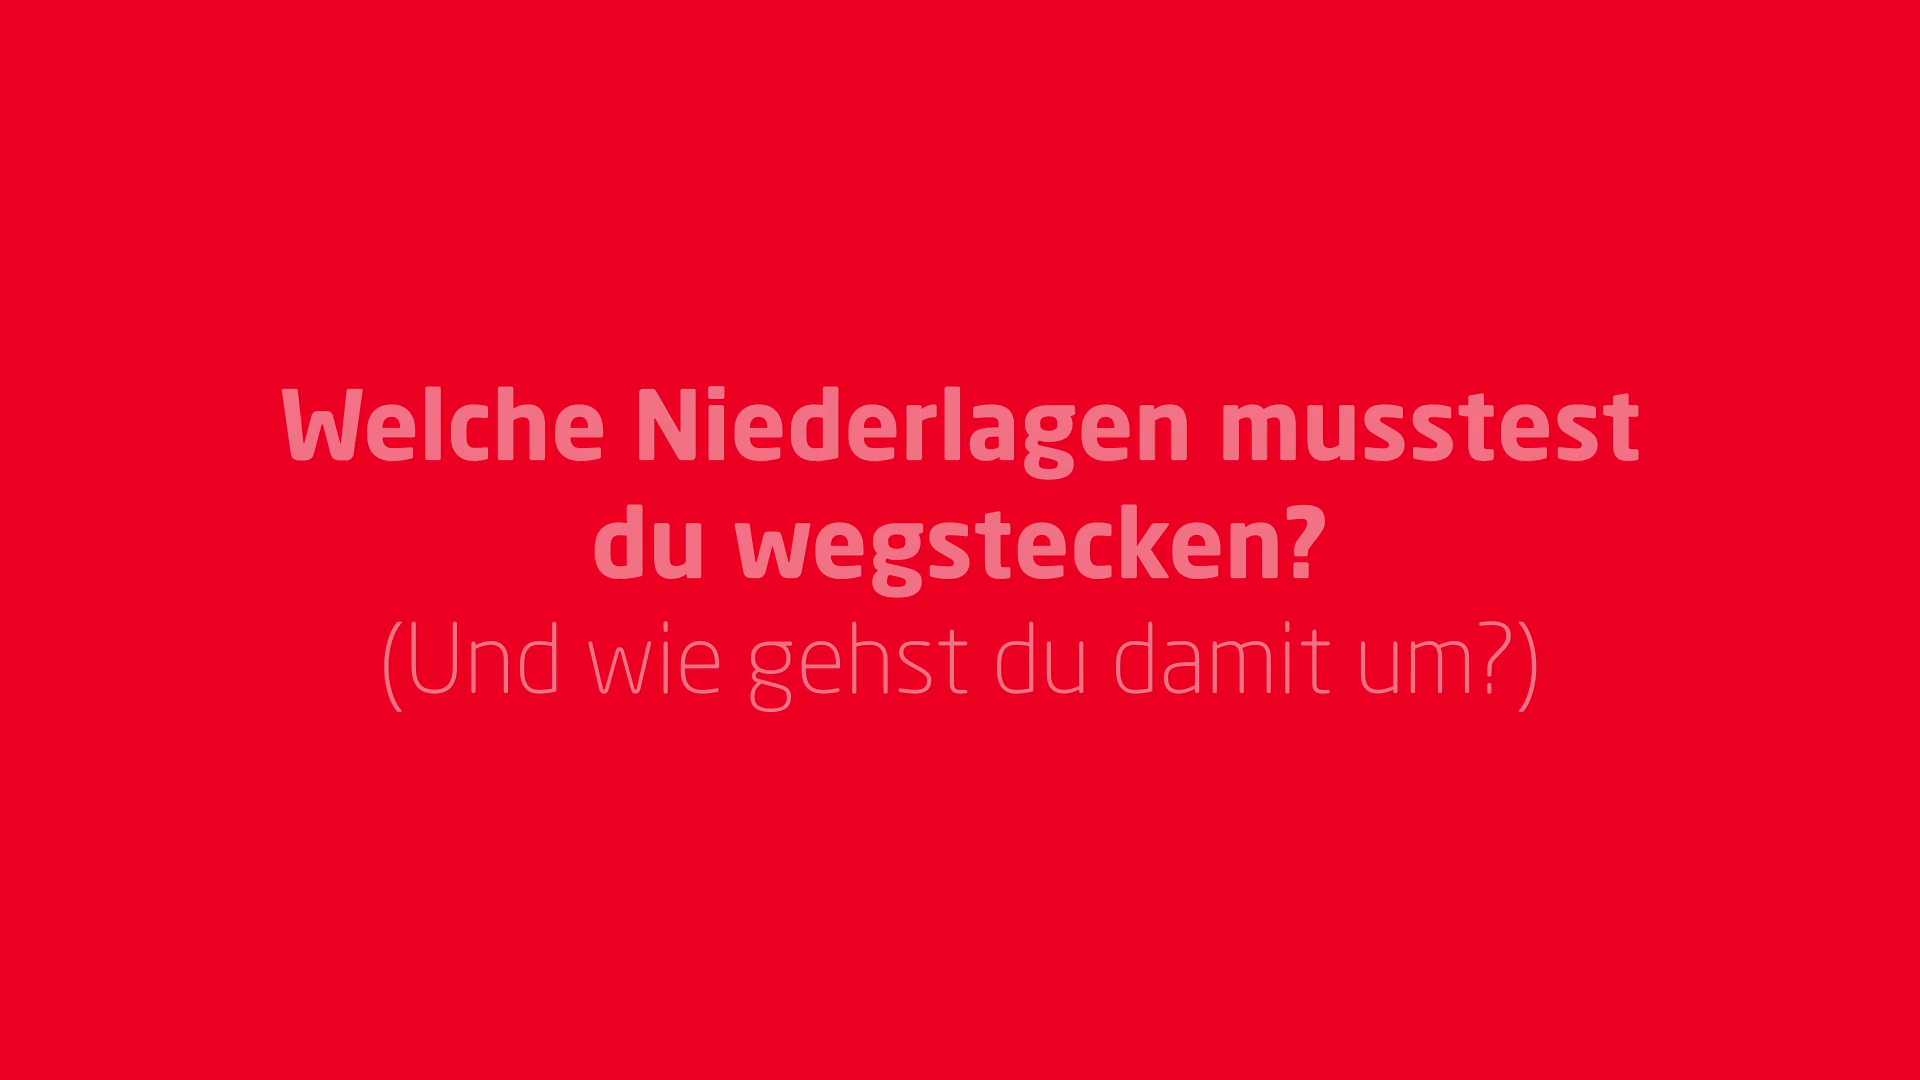 Welche Niederlagen musstest
du wegstecken?
(Und wie gehst du damit um?)